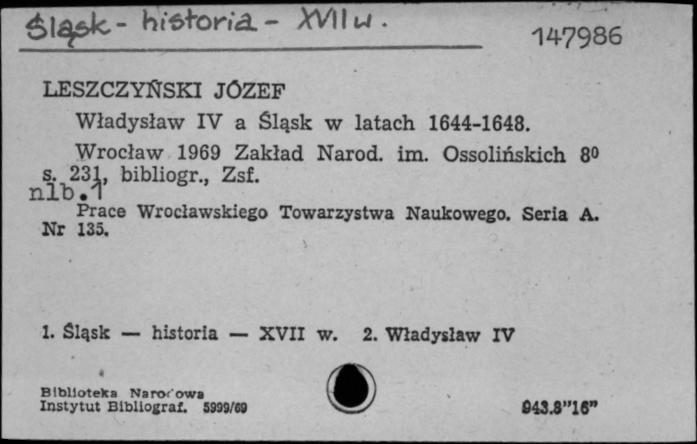 Śląsk - historia - XVII w.
147986
LESZCZYŃSKI JÓZEF
Władysław IV a Śląsk w latach 1644-1648.
Wrocław 1969 Zakład Narod. im. Ossolińskich 8⁰
s. 231, bibliogr., Zsf.
nlb.1
Prace Wrocławskiego Towarzystwa Naukowego. Seria A.
Nr 135.
1. Śląsk — historia — XVII w. 2. Władysław IV
Biblioteka Narodowa
Instytut Bibliograf. 5999/69
943.8"16"